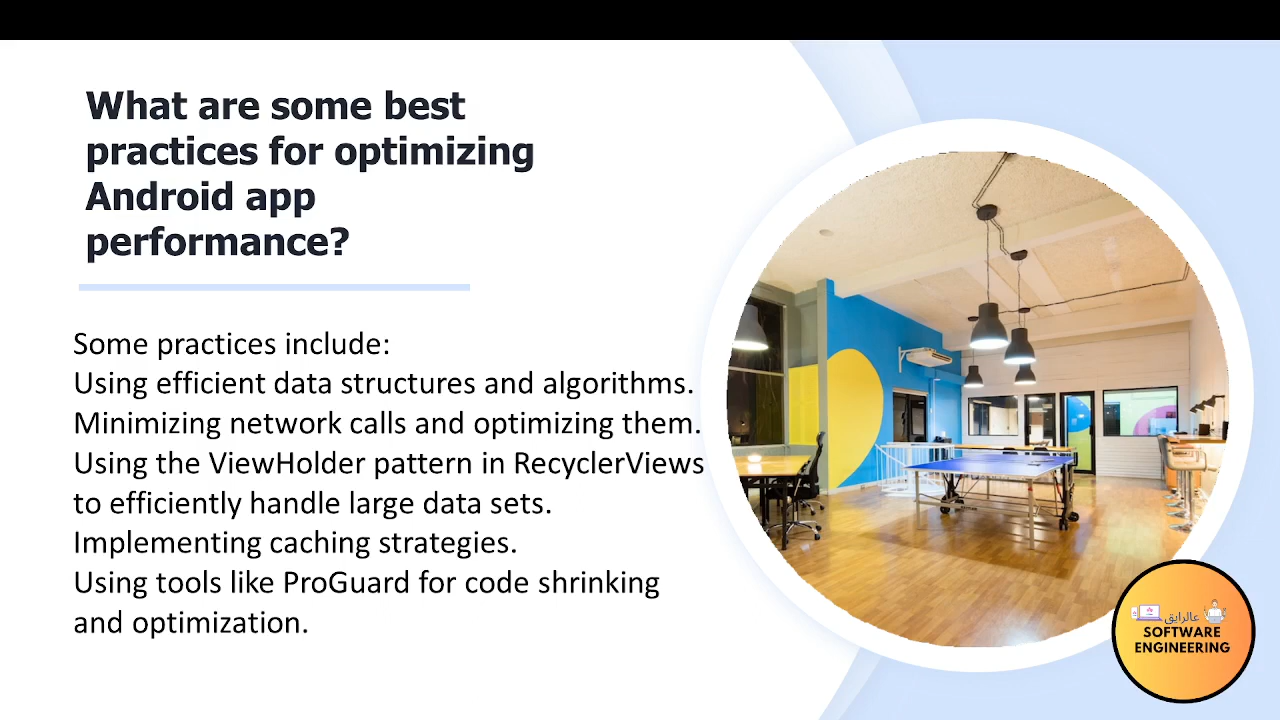 What are some best
practices for optimizing
Android app
performance?
Some practices include:
Using efficient data structures and algorithms.
Minimizing network calls and optimizing them.
Using the ViewHolder pattern in RecyclerViews
to efficiently handle large data sets.
Implementing caching strategies.
Using tools like ProGuard for code shrinking
and optimization.
عالرايق
SOFTWARE
ENGINEERING